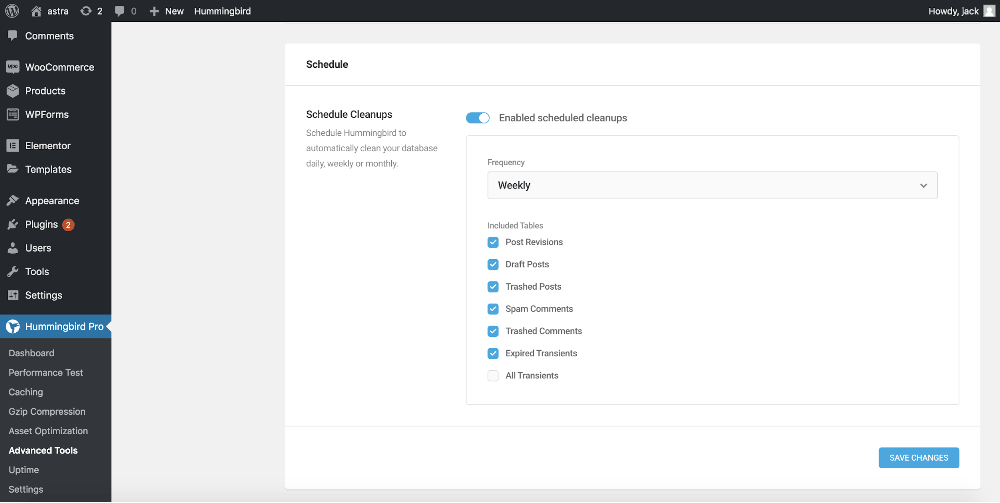 astra 2 0 New Hummingbird Howdy, jack
Comments
WOO WooCommerce
Products
WPForms
Elementor
Templates
Appearance
Plugins 2
Users
Tools
Settings
Hummingbird Pro
Dashboard
Performance Test
Caching
Gzip Compression
Asset Optimization
Advanced Tools
Uptime
Settings
Schedule
Schedule Cleanups
Schedule Hummingbird to
automatically clean your database
daily, weekly or monthly.
Enabled scheduled cleanups
Frequency
Weekly
Included Tables
Post Revisions
Draft Posts
Trashed Posts
Spam Comments
Trashed Comments
Expired Transients
All Transients
SAVE CHANGES